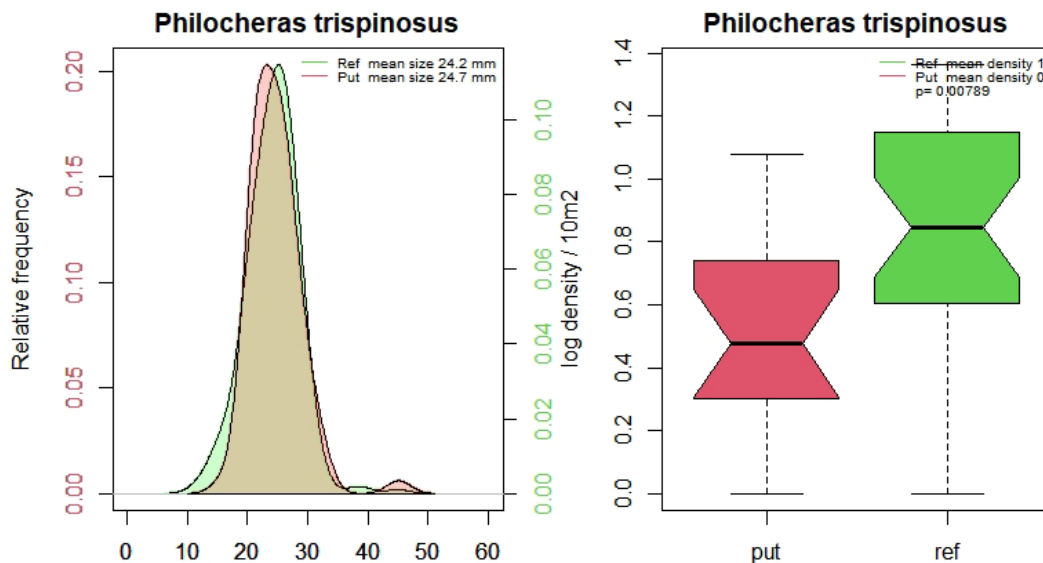 Philocheras trispinosus
Ref mean size 24.2 mm
Put mean size 24.7 mm
Relative frequency
0.00 0.05 0.10 0.15 0.20
0.00 0.02 0.04 0.06 0.08 0.10
0 10 20 30 40 50 60
Philocheras trispinosus
Ref mean density 1
Put mean density 0
p= 0.00789
log density / 10m2
0.0 0.2 0.4 0.6 0.8 1.0 1.2 1.4
put ref